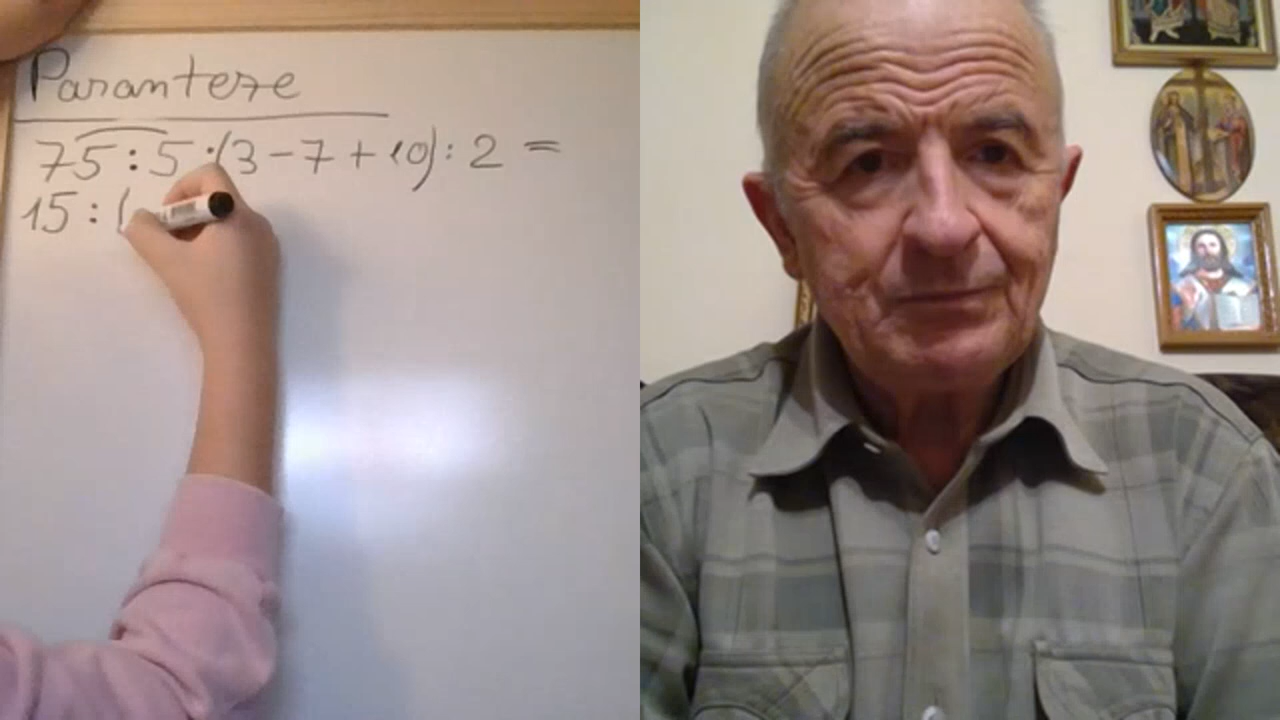 Paranteze
75 : 5 : (3 - 7 + 10) : 2 =
15 : (